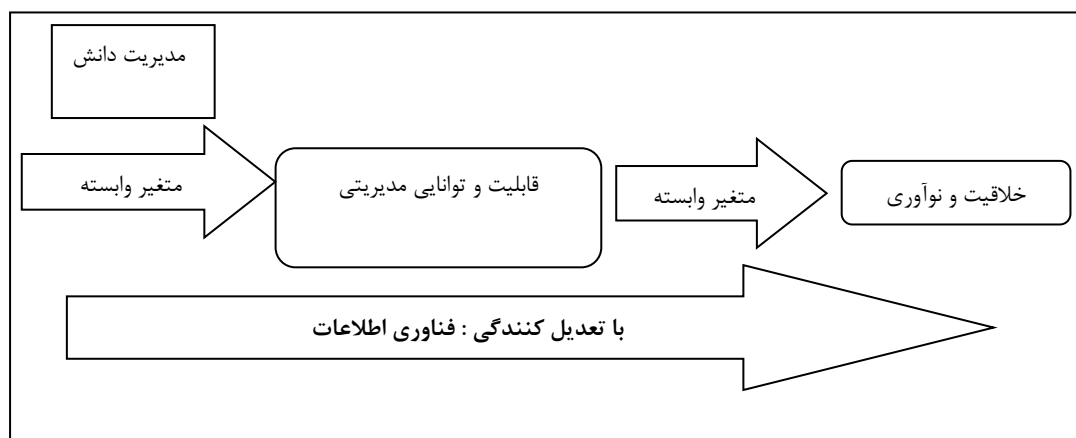 مدیریت دانش
متغیر وابسته
قابلیت و توانایی مدیریتی
متغیر وابسته
خلاقیت و نوآوری
با تعدیل کنندگی : فناوری اطلاعات